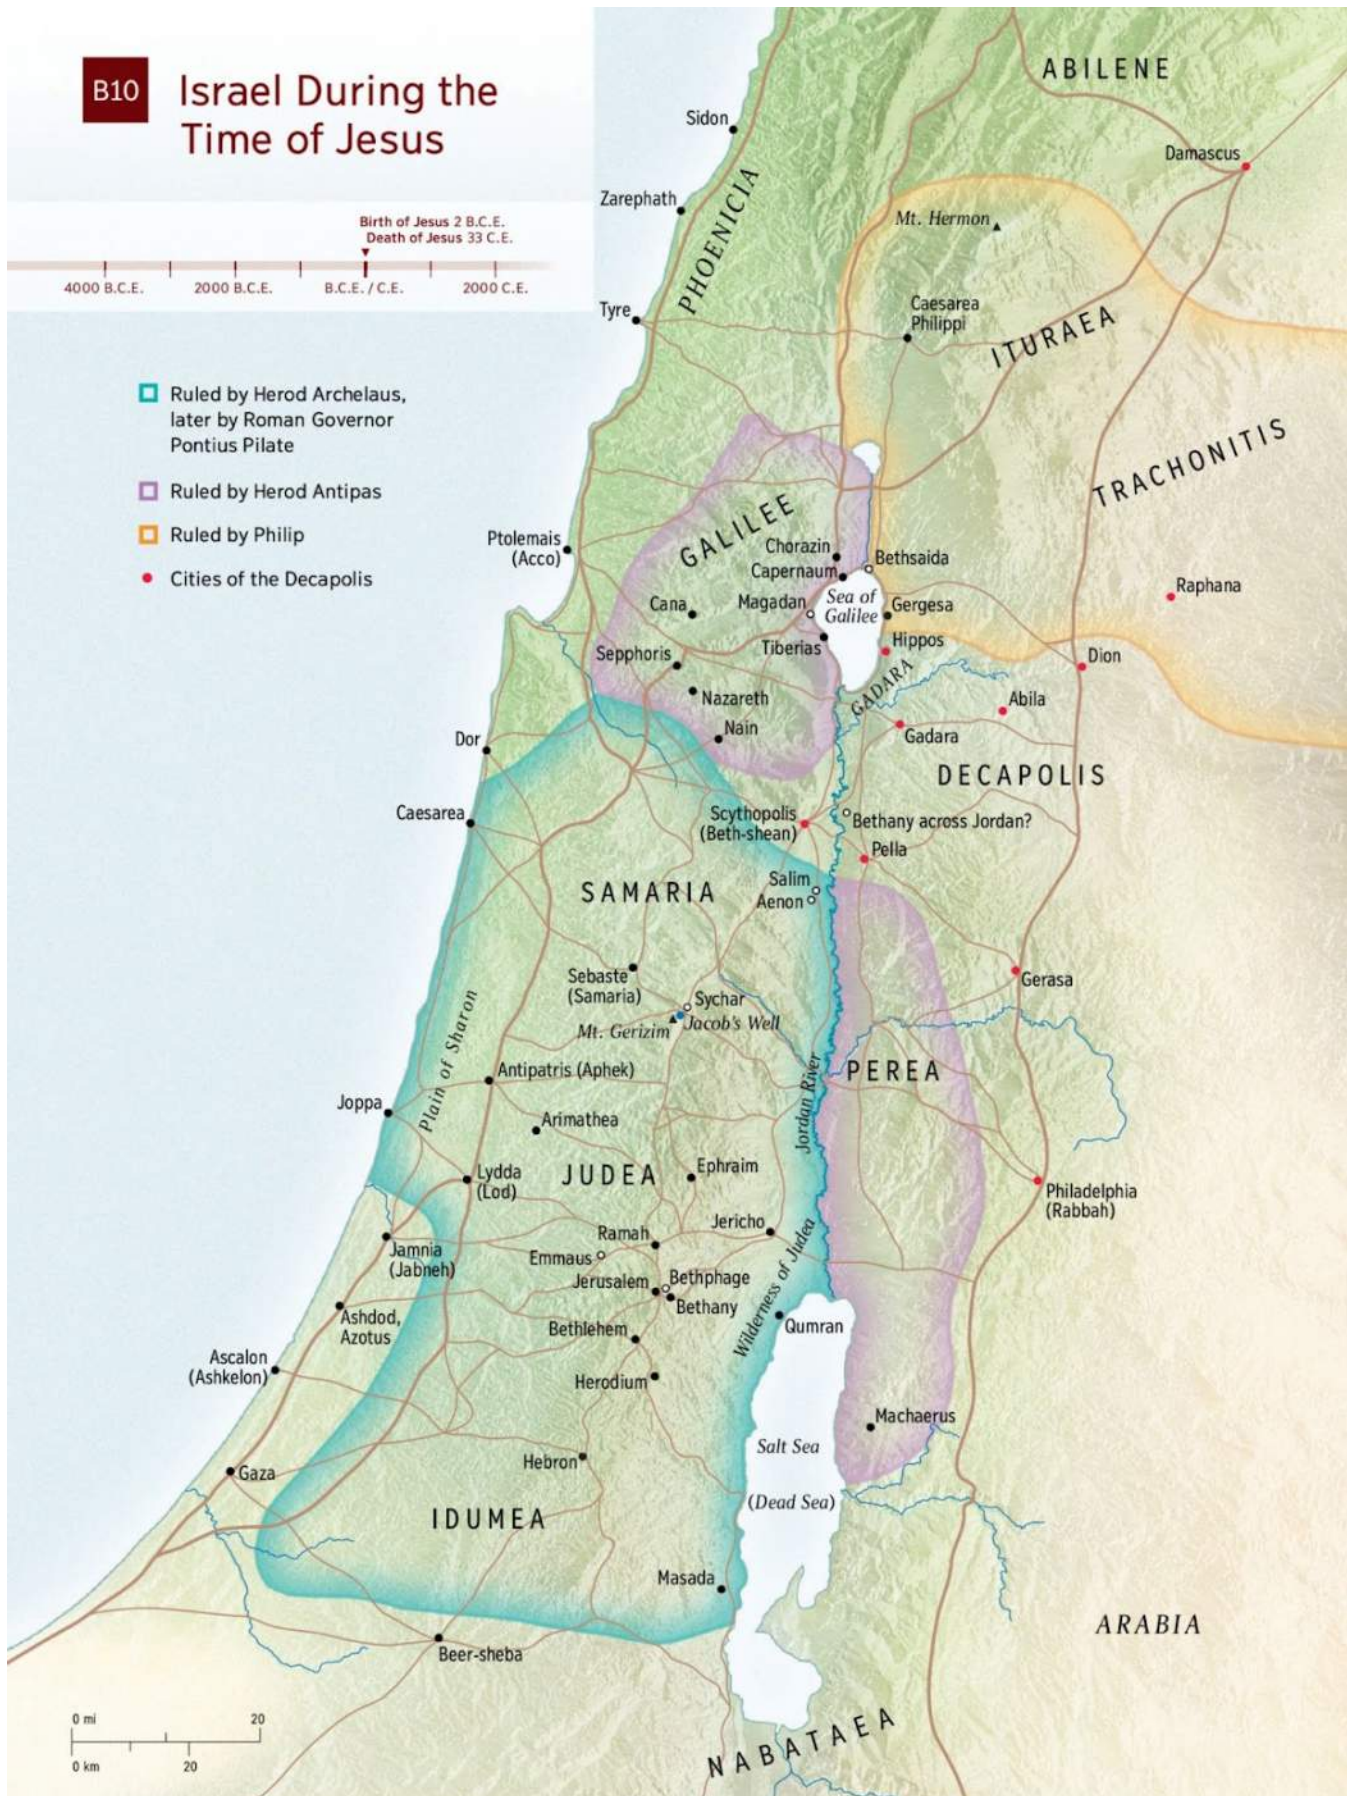 B10
Israel During the
Time of Jesus
Birth of Jesus 2 B.C.E.
Death of Jesus 33 C.E.
4000 B.C.E.
2000 B.C.E.
B.C.E. / C.E.
2000 C.E.
Ruled by Herod Archelaus,
later by Roman Governor
Pontius Pilate
Ruled by Herod Antipas
Ruled by Philip
Cities of the Decapolis
ABILENE
Sidon
Damascus
Zarephath
PHOENICIA
Mt. Hermon
Tyre
Caesarea
Philippi
ITURAEA
TRACHONITIS
GALILEE
Ptolemais
(Acco)
Chorazin
Capernaum
Bethsaida
Raphana
Cana
Magadan
Sea of
Galilee
Gergesa
Sepphoris
Tiberias
Hippos
Dion
Nazareth
GADARA
Abila
Nain
Gadara
Dor
DECAPOLIS
Caesarea
Scythopolis
(Beth-shean)
Bethany across Jordan?
Pella
SAMARIA
Salim
Aenon
Sebaste
(Samaria)
Sychar
Jacob's Well
Mt. Gerizim
Gerasa
Plain of Sharon
Antipatris (Aphek)
PEREA
Jordan River
Joppa
Arimathea
JUDEA
Ephraim
Lydda
(Lod)
Philadelphia
(Rabbah)
Jericho
Ramah
Jamnia
(Jabneh)
Emmaus
Wilderness of Judea
Jerusalem
Bethphage
Bethany
Ashdod,
Azotus
Bethlehem
Qumran
Ascalon
(Ashkelon)
Herodium
Machaerus
Salt Sea
(Dead Sea)
Hebron
Gaza
IDUMEA
Masada
ARABIA
Beer-sheba
NABATAEA
0 mi
20
0 km
20